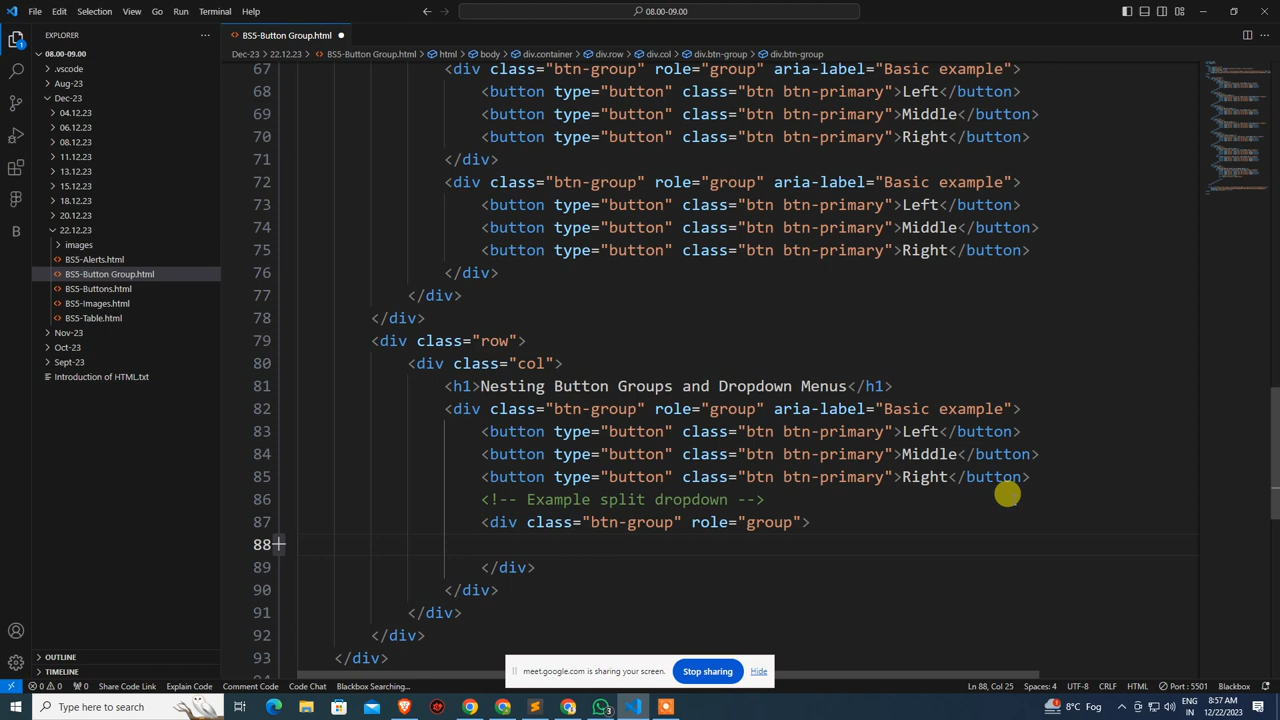 File Edit Selection View Go Run Terminal Help
08.00-09.00
EXPLORER
08.00-09.00
.vscode
Aug-23
Dec-23
04.12.23
06.12.23
08.12.23
11.12.23
13.12.23
15.12.23
18.12.23
20.12.23
22.12.23
images
BS5-Alerts.html
BS5-Button Group.html
BS5-Buttons.html
BS5-Images.html
BS5-Table.html
Nov-23
Oct-23
Sept-23
Introduction of HTML.txt
OUTLINE
TIMELINE
BS5-Button Group.html
Dec-23 > 22.12.23 > BS5-Button Group.html > html > body > div.container > div.row > div.col > div.btn-group > div.btn-group
67 <div class="btn-group" role="group" aria-label="Basic example">
68 <button type="button" class="btn btn-primary">Left</button>
69 <button type="button" class="btn btn-primary">Middle</button>
70 <button type="button" class="btn btn-primary">Right</button>
71 </div>
72 <div class="btn-group" role="group" aria-label="Basic example">
73 <button type="button" class="btn btn-primary">Left</button>
74 <button type="button" class="btn btn-primary">Middle</button>
75 <button type="button" class="btn btn-primary">Right</button>
76 </div>
77 </div>
78 </div>
79 <div class="row">
80 <div class="col">
81 <h1>Nesting Button Groups and Dropdown Menus</h1>
82 <div class="btn-group" role="group" aria-label="Basic example">
83 <button type="button" class="btn btn-primary">Left</button>
84 <button type="button" class="btn btn-primary">Middle</button>
85 <button type="button" class="btn btn-primary">Right</button>
86 <!-- Example split dropdown -->
87 <div class="btn-group" role="group">
88
89 </div>
90 </div>
91 </div>
92 </div>
93 </div>
meet.google.com is sharing your screen. Stop sharing Hide
0 0 0 Share Code Link Explain Code Comment Code Code Chat Blackbox Searching... Ln 88, Col 25 Spaces: 4 UTF-8 CRLF HTML Port : 5501 Blackbox
Type here to search 3 8°C Fog ENG IN 8:57 AM 12/22/2023